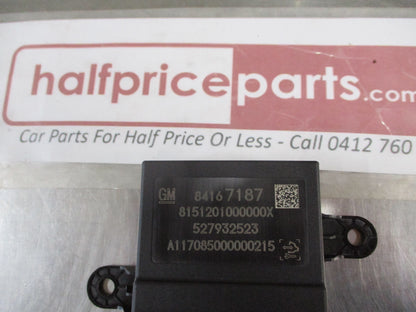 halfpriceparts.com
Car Parts For Half Price Or Less - Call 0412 760
GM 84167187
8151201000000X
527932523
A117085000000215